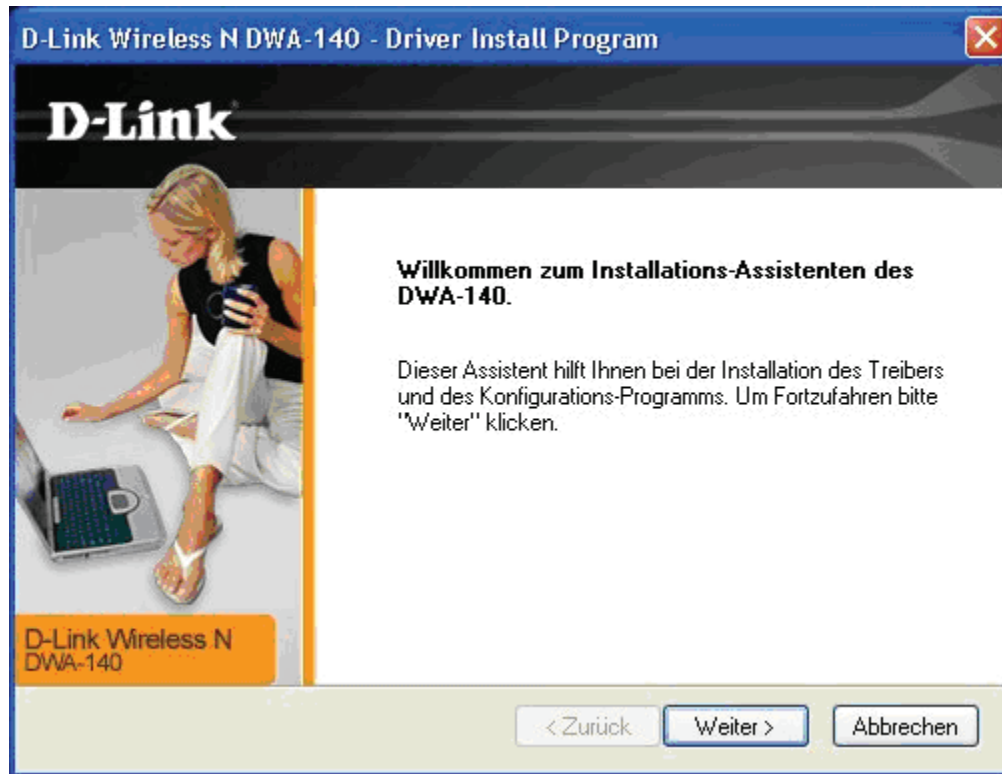 D-Link Wireless N DWA-140 - Driver Install Program
D-Link
Willkommen zum Installations-Assistenten des
DWA-140.
Dieser Assistent hilft Ihnen bei der Installation des Treibers
und des Konfigurations-Programms. Um Fortzufahren bitte
"Weiter" klicken.
D-Link Wireless N
DWA-140
< Zurück
Weiter >
Abbrechen